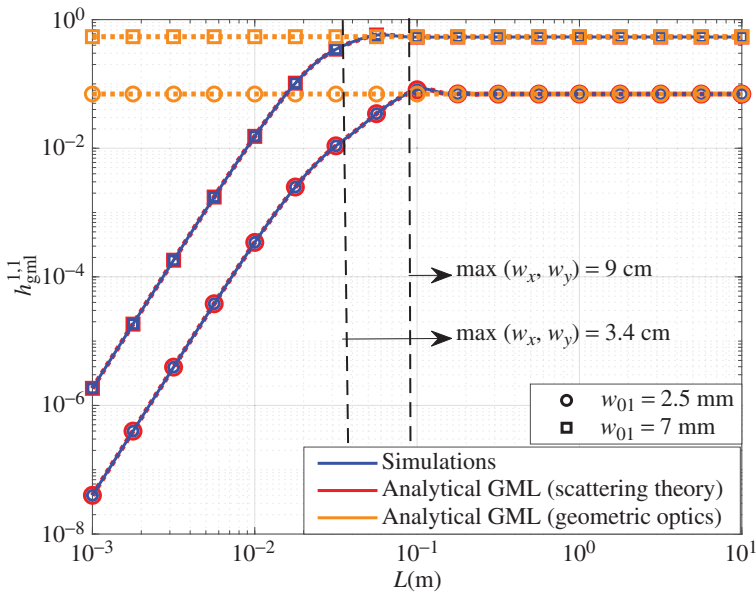 10^0
10^-2
10^-4
10^-6
10^-8
h_gml^1,1
max (w_x, w_y) = 9 cm
max (w_x, w_y) = 3.4 cm
w_01 = 2.5 mm
w_01 = 7 mm
Simulations
Analytical GML (scattering theory)
Analytical GML (geometric optics)
10^-3 10^-2 10^-1 10^0 10^1
L(m)